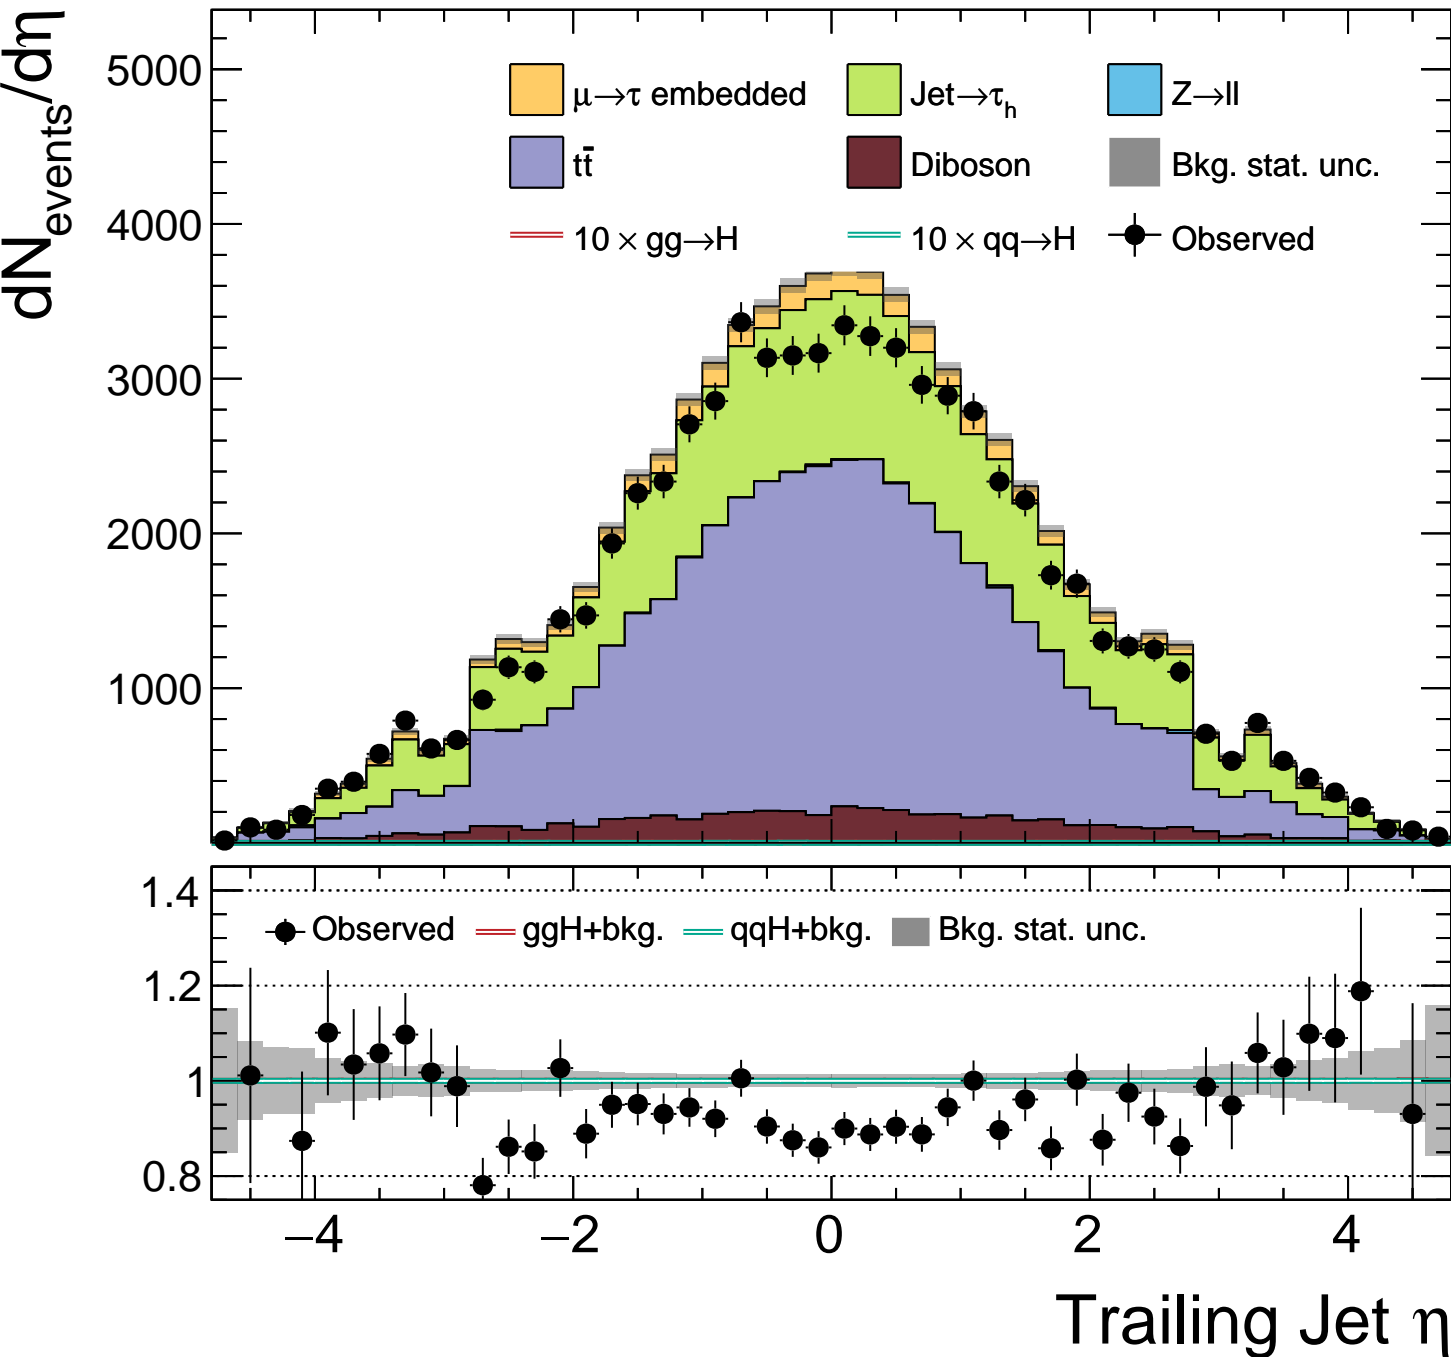 dN_events/dη
5000
4000
3000
2000
1000
μ→τ embedded Jet→τ_h Z→ll
tt̄ Diboson Bkg. stat. unc.
10 × gg→H 10 × qq→H Observed
1.4
1.2
1
0.8
Observed ggH+bkg. qqH+bkg. Bkg. stat. unc.
−4 −2 0 2 4
Trailing Jet η